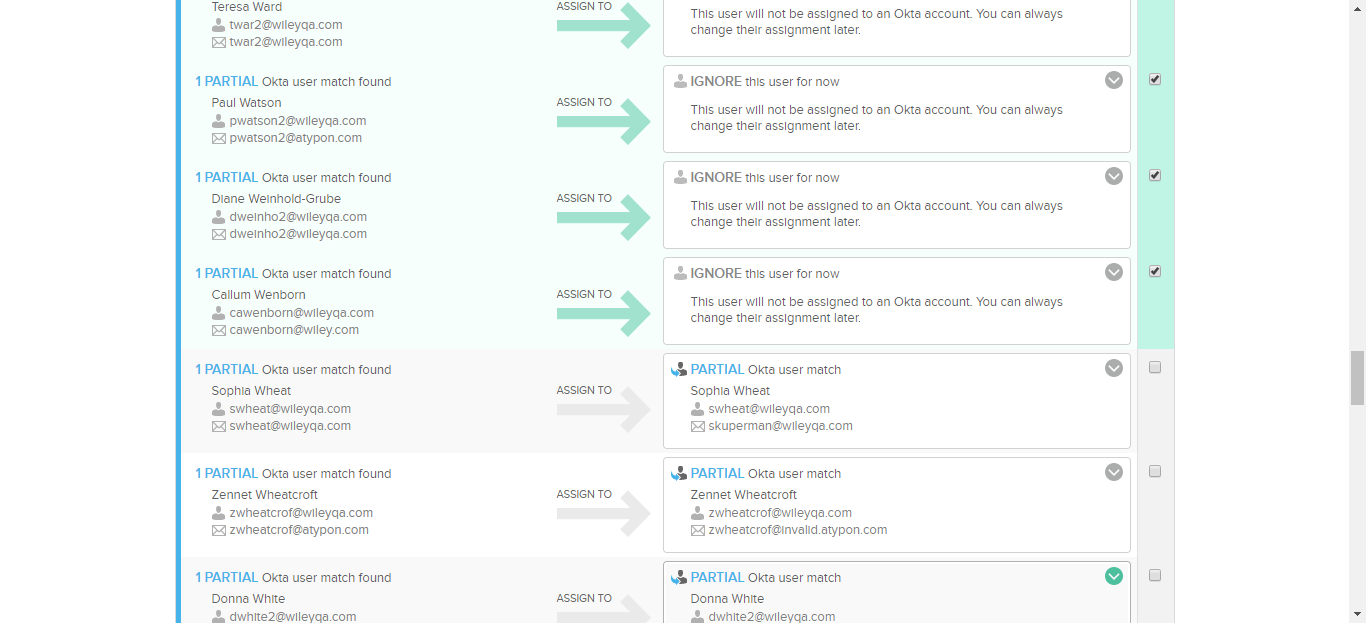 Teresa Ward
twar2@wileyqa.com
twar2@wileyqa.com
ASSIGN TO
This user will not be assigned to an Okta account. You can always
change their assignment later.
1 PARTIAL Okta user match found
Paul Watson
pwatson2@wileyqa.com
pwatson2@atypon.com
ASSIGN TO
IGNORE this user for now
This user will not be assigned to an Okta account. You can always
change their assignment later.
1 PARTIAL Okta user match found
Diane Weinhold-Grube
dweinho2@wileyqa.com
dweinho2@wileyqa.com
ASSIGN TO
IGNORE this user for now
This user will not be assigned to an Okta account. You can always
change their assignment later.
1 PARTIAL Okta user match found
Callum Wenborn
cawenborn@wileyqa.com
cawenborn@wiley.com
ASSIGN TO
IGNORE this user for now
This user will not be assigned to an Okta account. You can always
change their assignment later.
1 PARTIAL Okta user match found
Sophia Wheat
swheat@wileyqa.com
swheat@wileyqa.com
ASSIGN TO
PARTIAL Okta user match
Sophia Wheat
swheat@wileyqa.com
skuperman@wileyqa.com
1 PARTIAL Okta user match found
Zennet Wheatcroft
zwheatcrof@wileyqa.com
zwheatcrof@atypon.com
ASSIGN TO
PARTIAL Okta user match
Zennet Wheatcroft
zwheatcrof@wileyqa.com
zwheatcrof@invalid.atypon.com
1 PARTIAL Okta user match found
Donna White
dwhite2@wileyqa.com
ASSIGN TO
PARTIAL Okta user match
Donna White
dwhite2@wileyqa.com